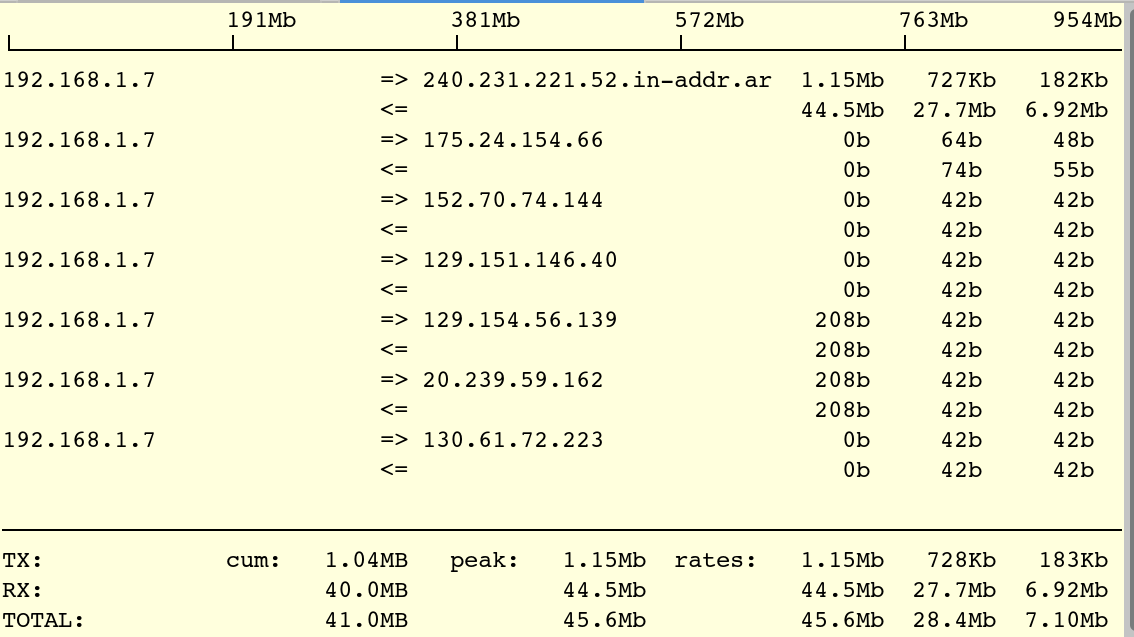 191Mb 381Mb 572Mb 763Mb 954Mb
192.168.1.7 => 240.231.221.52.in-addr.ar 1.15Mb 727Kb 182Kb
<= 44.5Mb 27.7Mb 6.92Mb
192.168.1.7 => 175.24.154.66 0b 64b 48b
<= 0b 74b 55b
192.168.1.7 => 152.70.74.144 0b 42b 42b
<= 0b 42b 42b
192.168.1.7 => 129.151.146.40 0b 42b 42b
<= 0b 42b 42b
192.168.1.7 => 129.154.56.139 208b 42b 42b
<= 208b 42b 42b
192.168.1.7 => 20.239.59.162 208b 42b 42b
<= 208b 42b 42b
192.168.1.7 => 130.61.72.223 0b 42b 42b
<= 0b 42b 42b
TX: cum: 1.04MB peak: 1.15Mb rates: 1.15Mb 728Kb 183Kb
RX: 40.0MB 44.5Mb 44.5Mb 27.7Mb 6.92Mb
TOTAL: 41.0MB 45.6Mb 45.6Mb 28.4Mb 7.10Mb